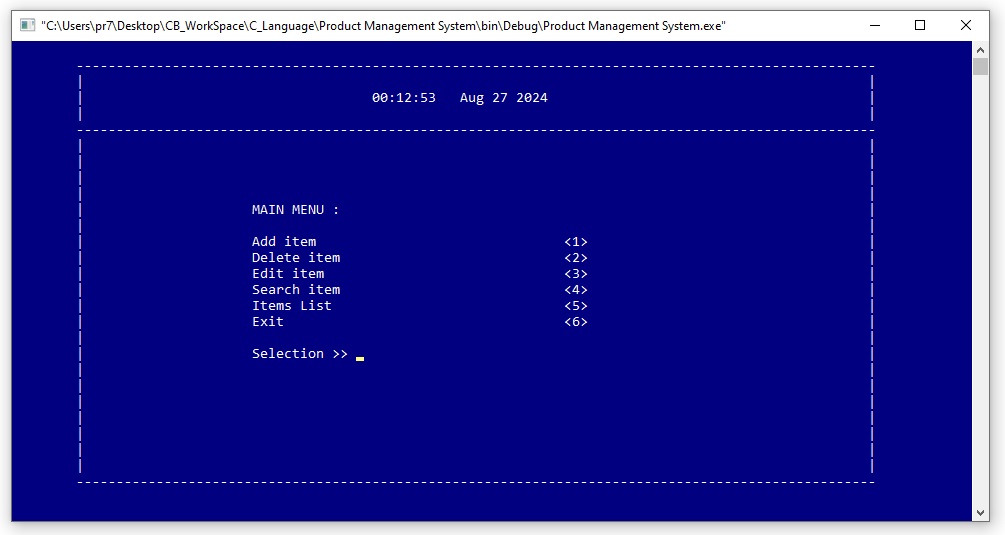 "C:\Users\pr7\Desktop\CB_WorkSpace\C_Language\Product Management System\bin\Debug\Product Management System.exe"
00:12:53 Aug 27 2024
MAIN MENU :
Add item <1>
Delete item <2>
Edit item <3>
Search item <4>
Items List <5>
Exit <6>
Selection >>